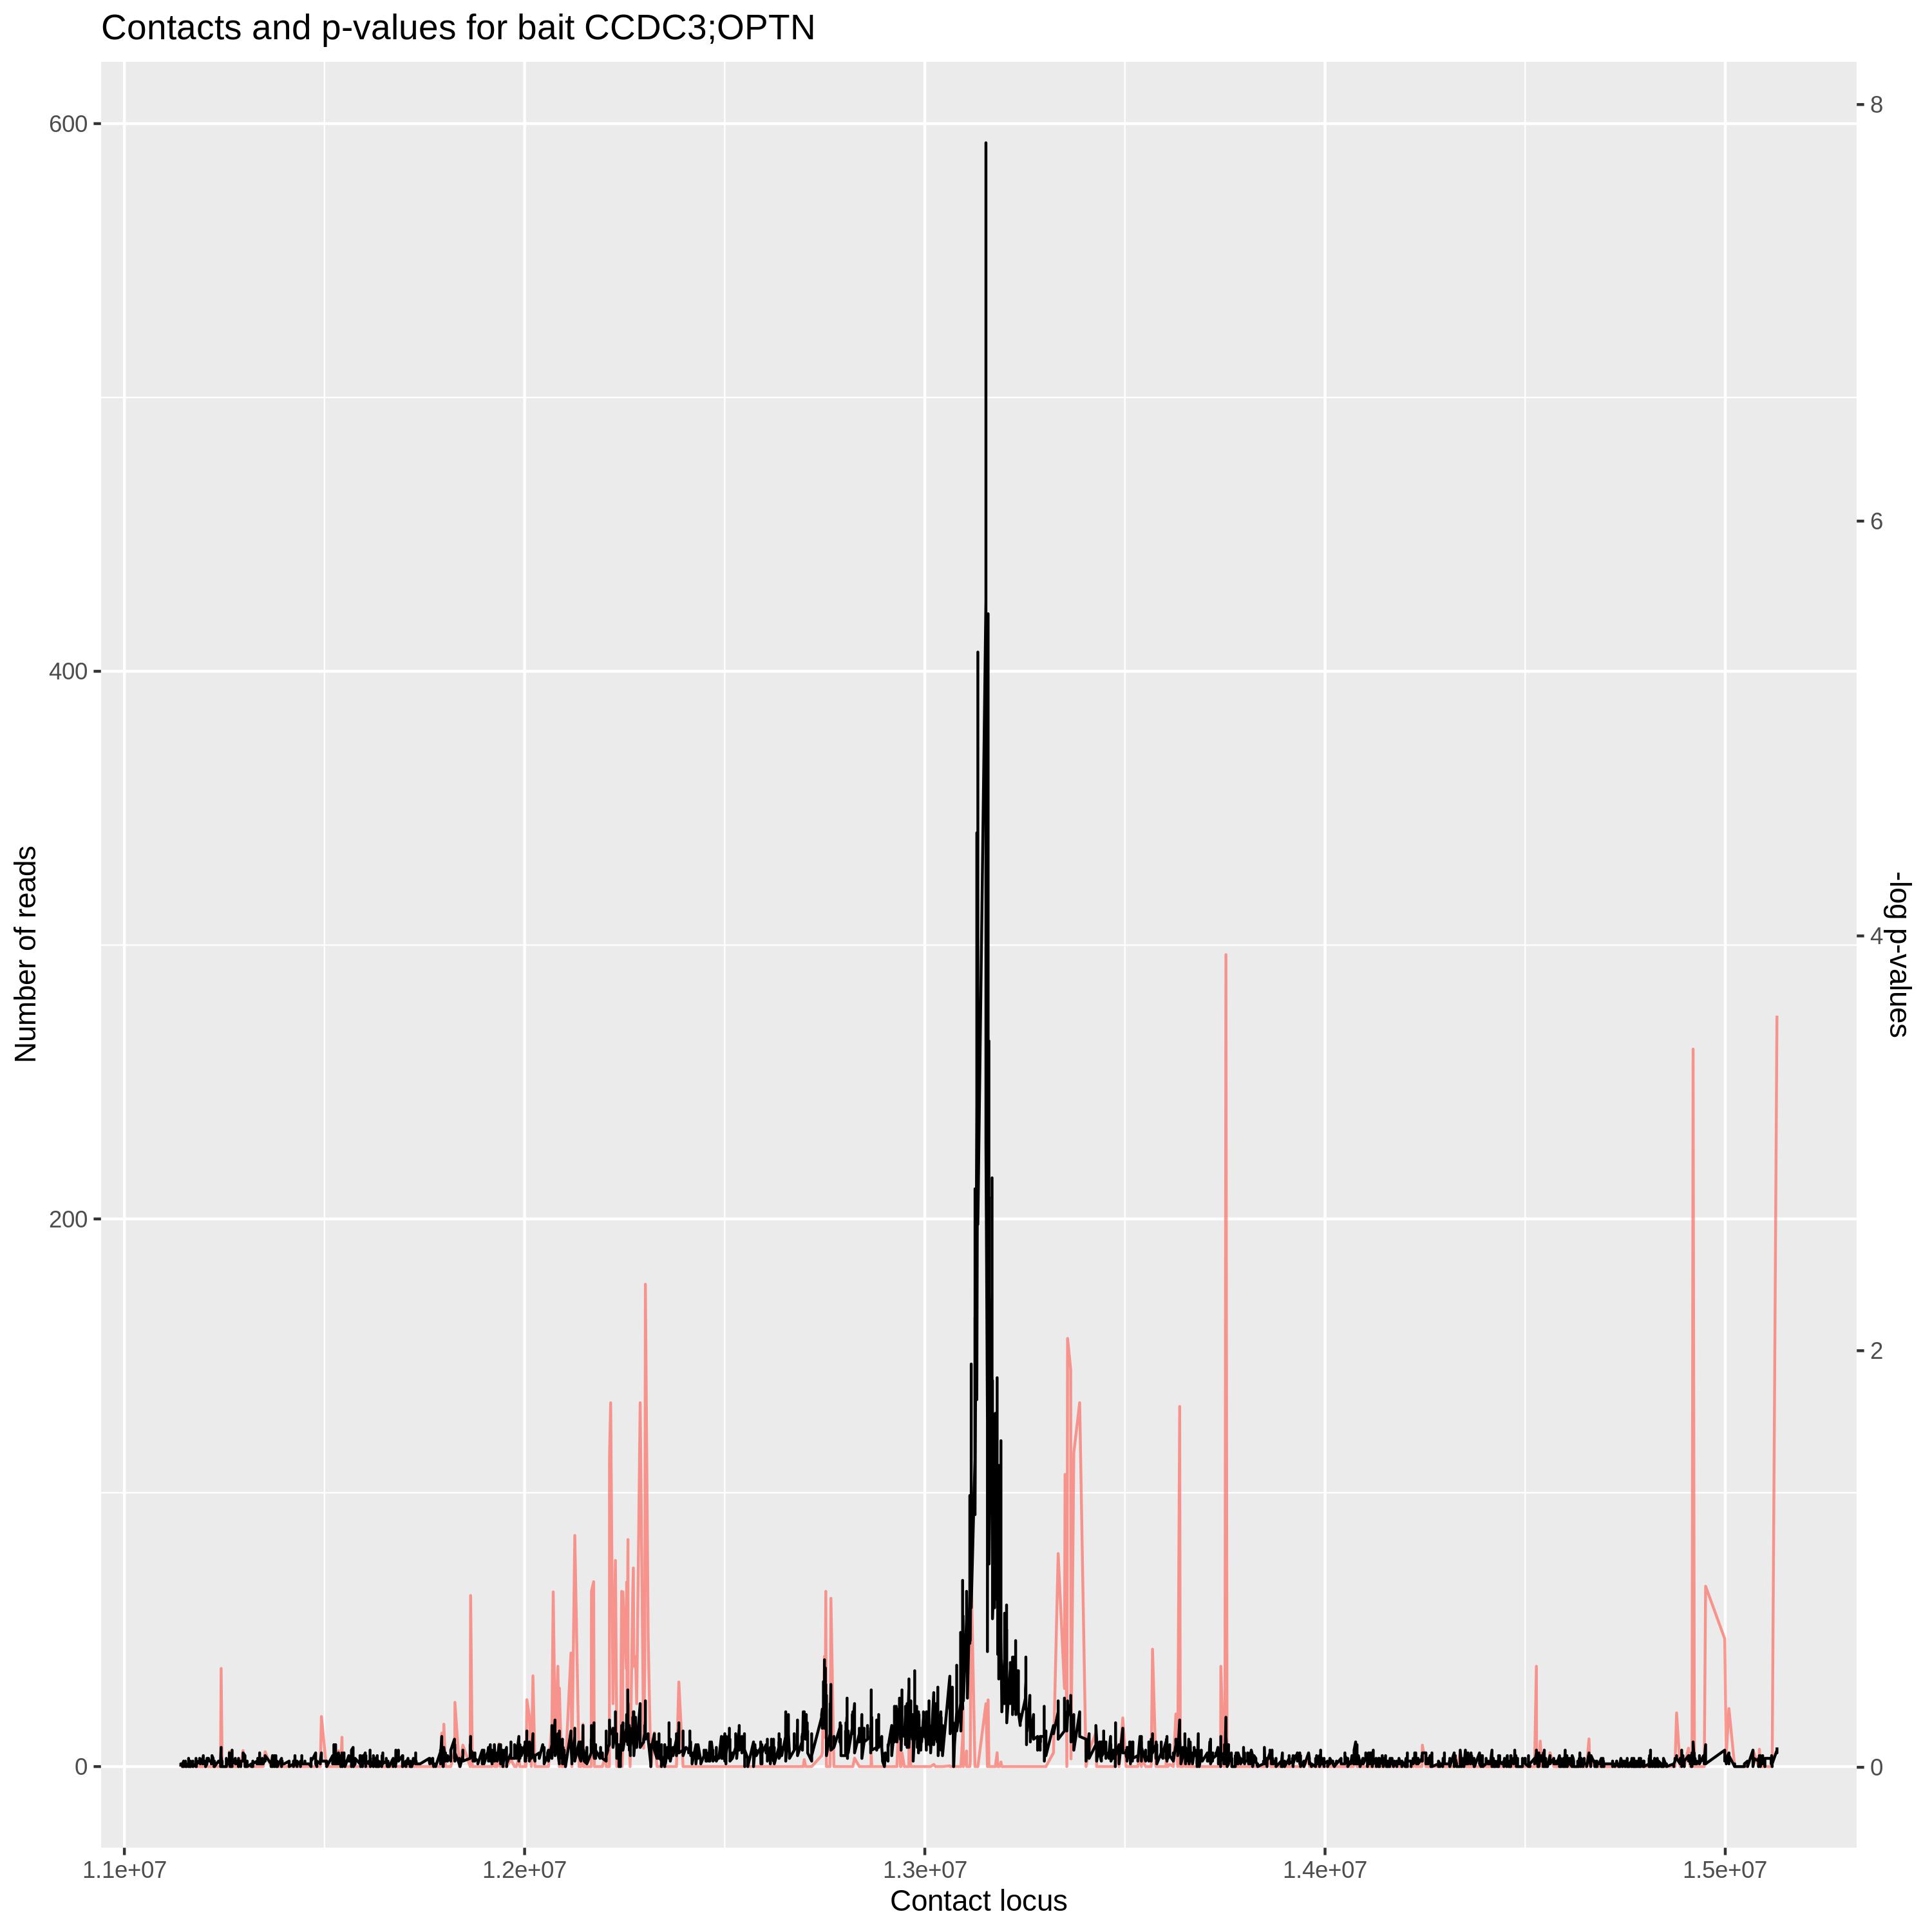 Contacts and p-values for bait CCDC3;OPTN
600
400
200
0
8
6
4
2
0
Number of reads
-log p-values
1.1e+07
1.2e+07
1.3e+07
1.4e+07
1.5e+07
Contact locus